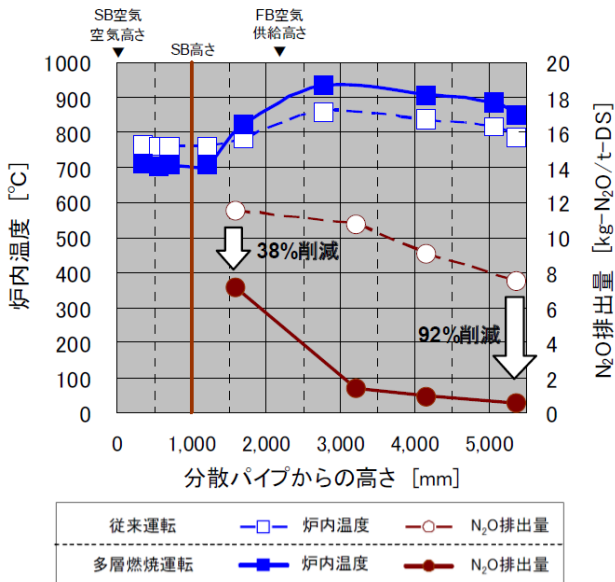 SB空気
空気高さ
FB空気
供給高さ
▼
SB高さ
▼
1000
900
800
700
600
500
400
300
200
100
0
炉内温度 [℃]
20
18
16
14
12
10
8
6
4
2
0
N₂O排出量 [kg-N₂O/t-DS]
38%削減
92%削減
0
1,000
2,000
3,000
4,000
5,000
分散パイプからの高さ [mm]
従来運転 炉内温度 N₂O排出量
多層燃焼運転 炉内温度 N₂O排出量